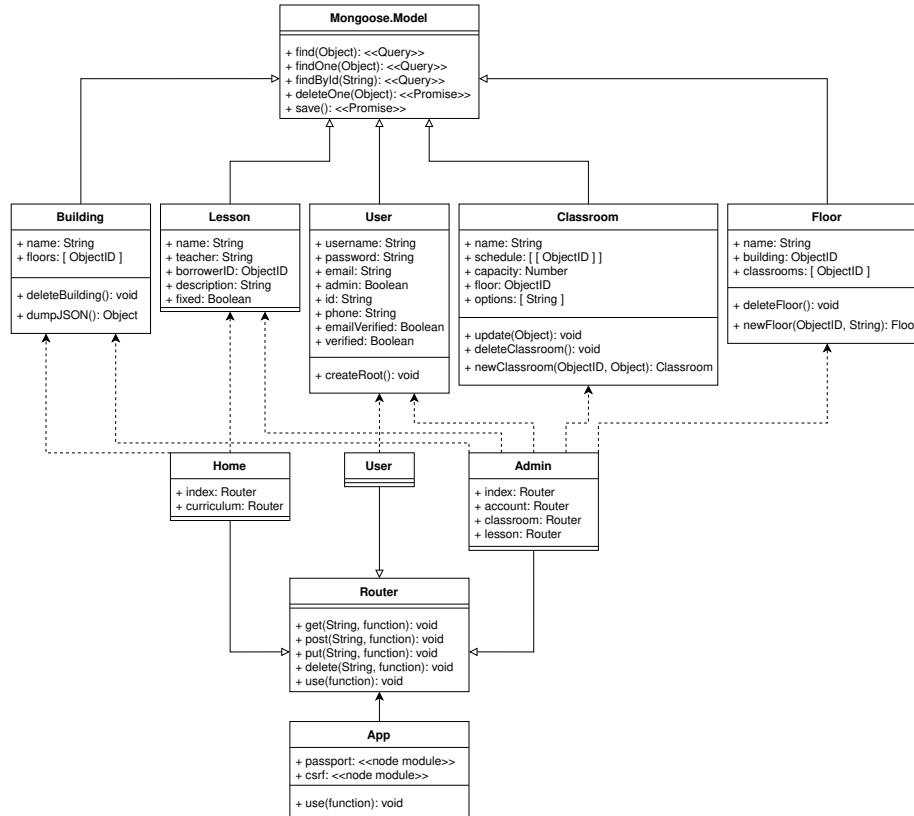 Mongoose.Model
+ find(Object): <<Query>>
+ findOne(Object): <<Query>>
+ findById(String): <<Query>>
+ deleteOne(Object): <<Promise>>
+ save(): <<Promise>>
Building
+ name: String
+ floors: [ ObjectID ]
+ deleteBuilding(): void
+ dumpJSON(): Object
Lesson
+ name: String
+ teacher: String
+ borrowerID: ObjectID
+ description: String
+ fixed: Boolean
User
+ username: String
+ password: String
+ email: String
+ admin: Boolean
+ id: String
+ phone: String
+ emailVerified: Boolean
+ verified: Boolean
+ createRoot(): void
Classroom
+ name: String
+ schedule: [ [ ObjectID ] ]
+ capacity: Number
+ floor: ObjectID
+ options: [ String ]
+ update(Object): void
+ deleteClassroom(): void
+ newClassroom(ObjectID, Object): Classroom
Floor
+ name: String
+ building: ObjectID
+ classrooms: [ ObjectID ]
+ deleteFloor(): void
+ newFloor(ObjectID, String): Floor
Home
+ index: Router
+ curriculum: Router
User
Admin
+ index: Router
+ account: Router
+ classroom: Router
+ lesson: Router
Router
+ get(String, function): void
+ post(String, function): void
+ put(String, function): void
+ delete(String, function): void
+ use(function): void
App
+ passport: <<node module>>
+ csrf: <<node module>>
+ use(function): void